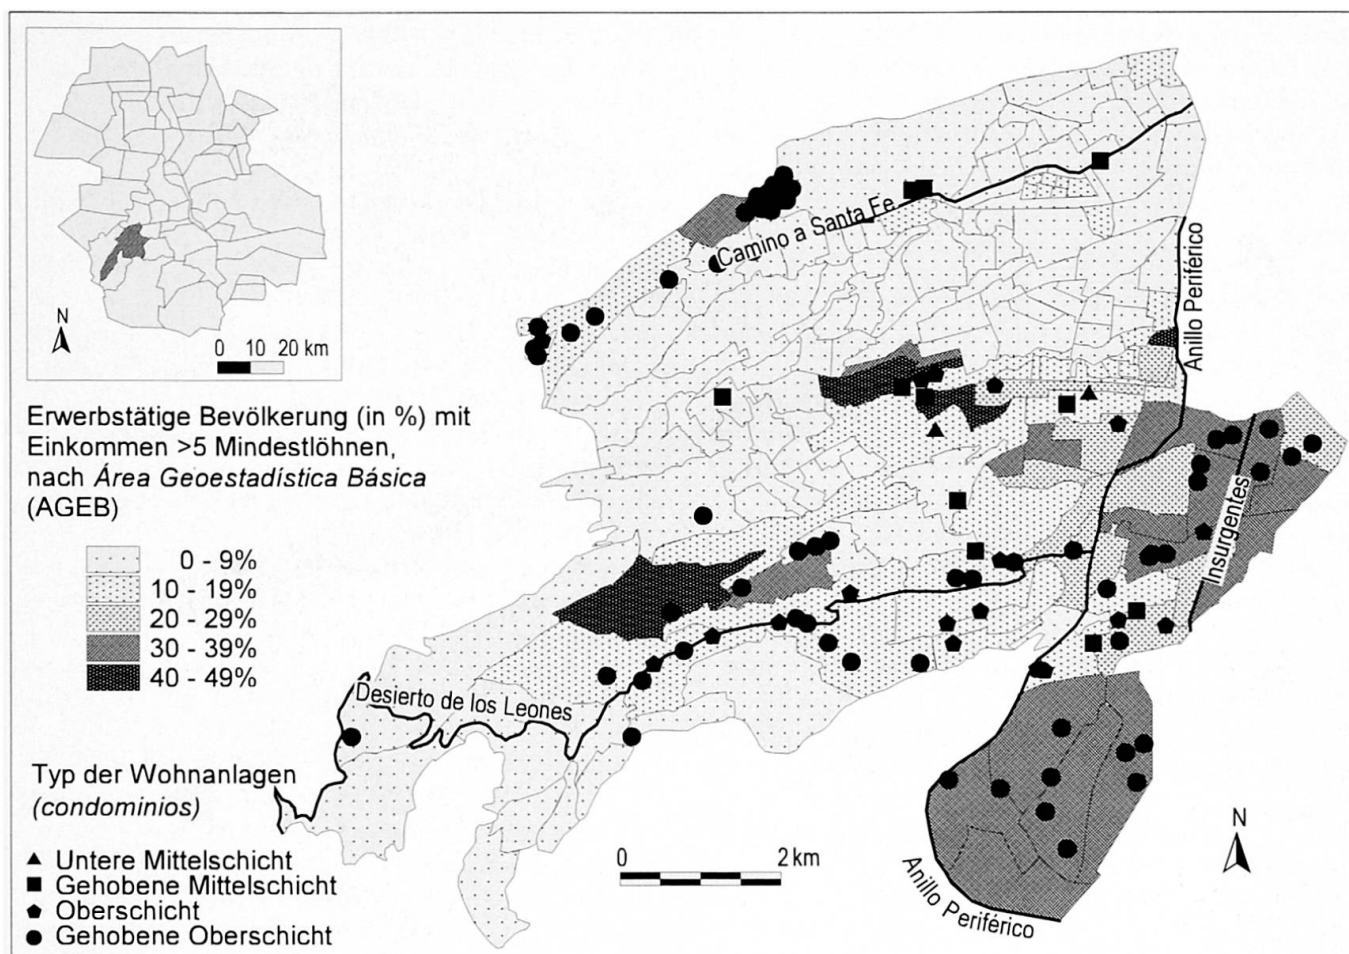 N
0 10 20 km
Erwerbstätige Bevölkerung (in %) mit
Einkommen >5 Mindestlöhnen,
nach Área Geoestadística Básica
(AGEB)
0 - 9%
10 - 19%
20 - 29%
30 - 39%
40 - 49%
Typ der Wohnanlagen
(condominios)
Untere Mittelschicht
Gehobene Mittelschicht
Oberschicht
Gehobene Oberschicht
Camino a Santa Fe
Anillo Periférico
Insurgentes
Desierto de los Leones
0 2 km
Anillo Periférico
N